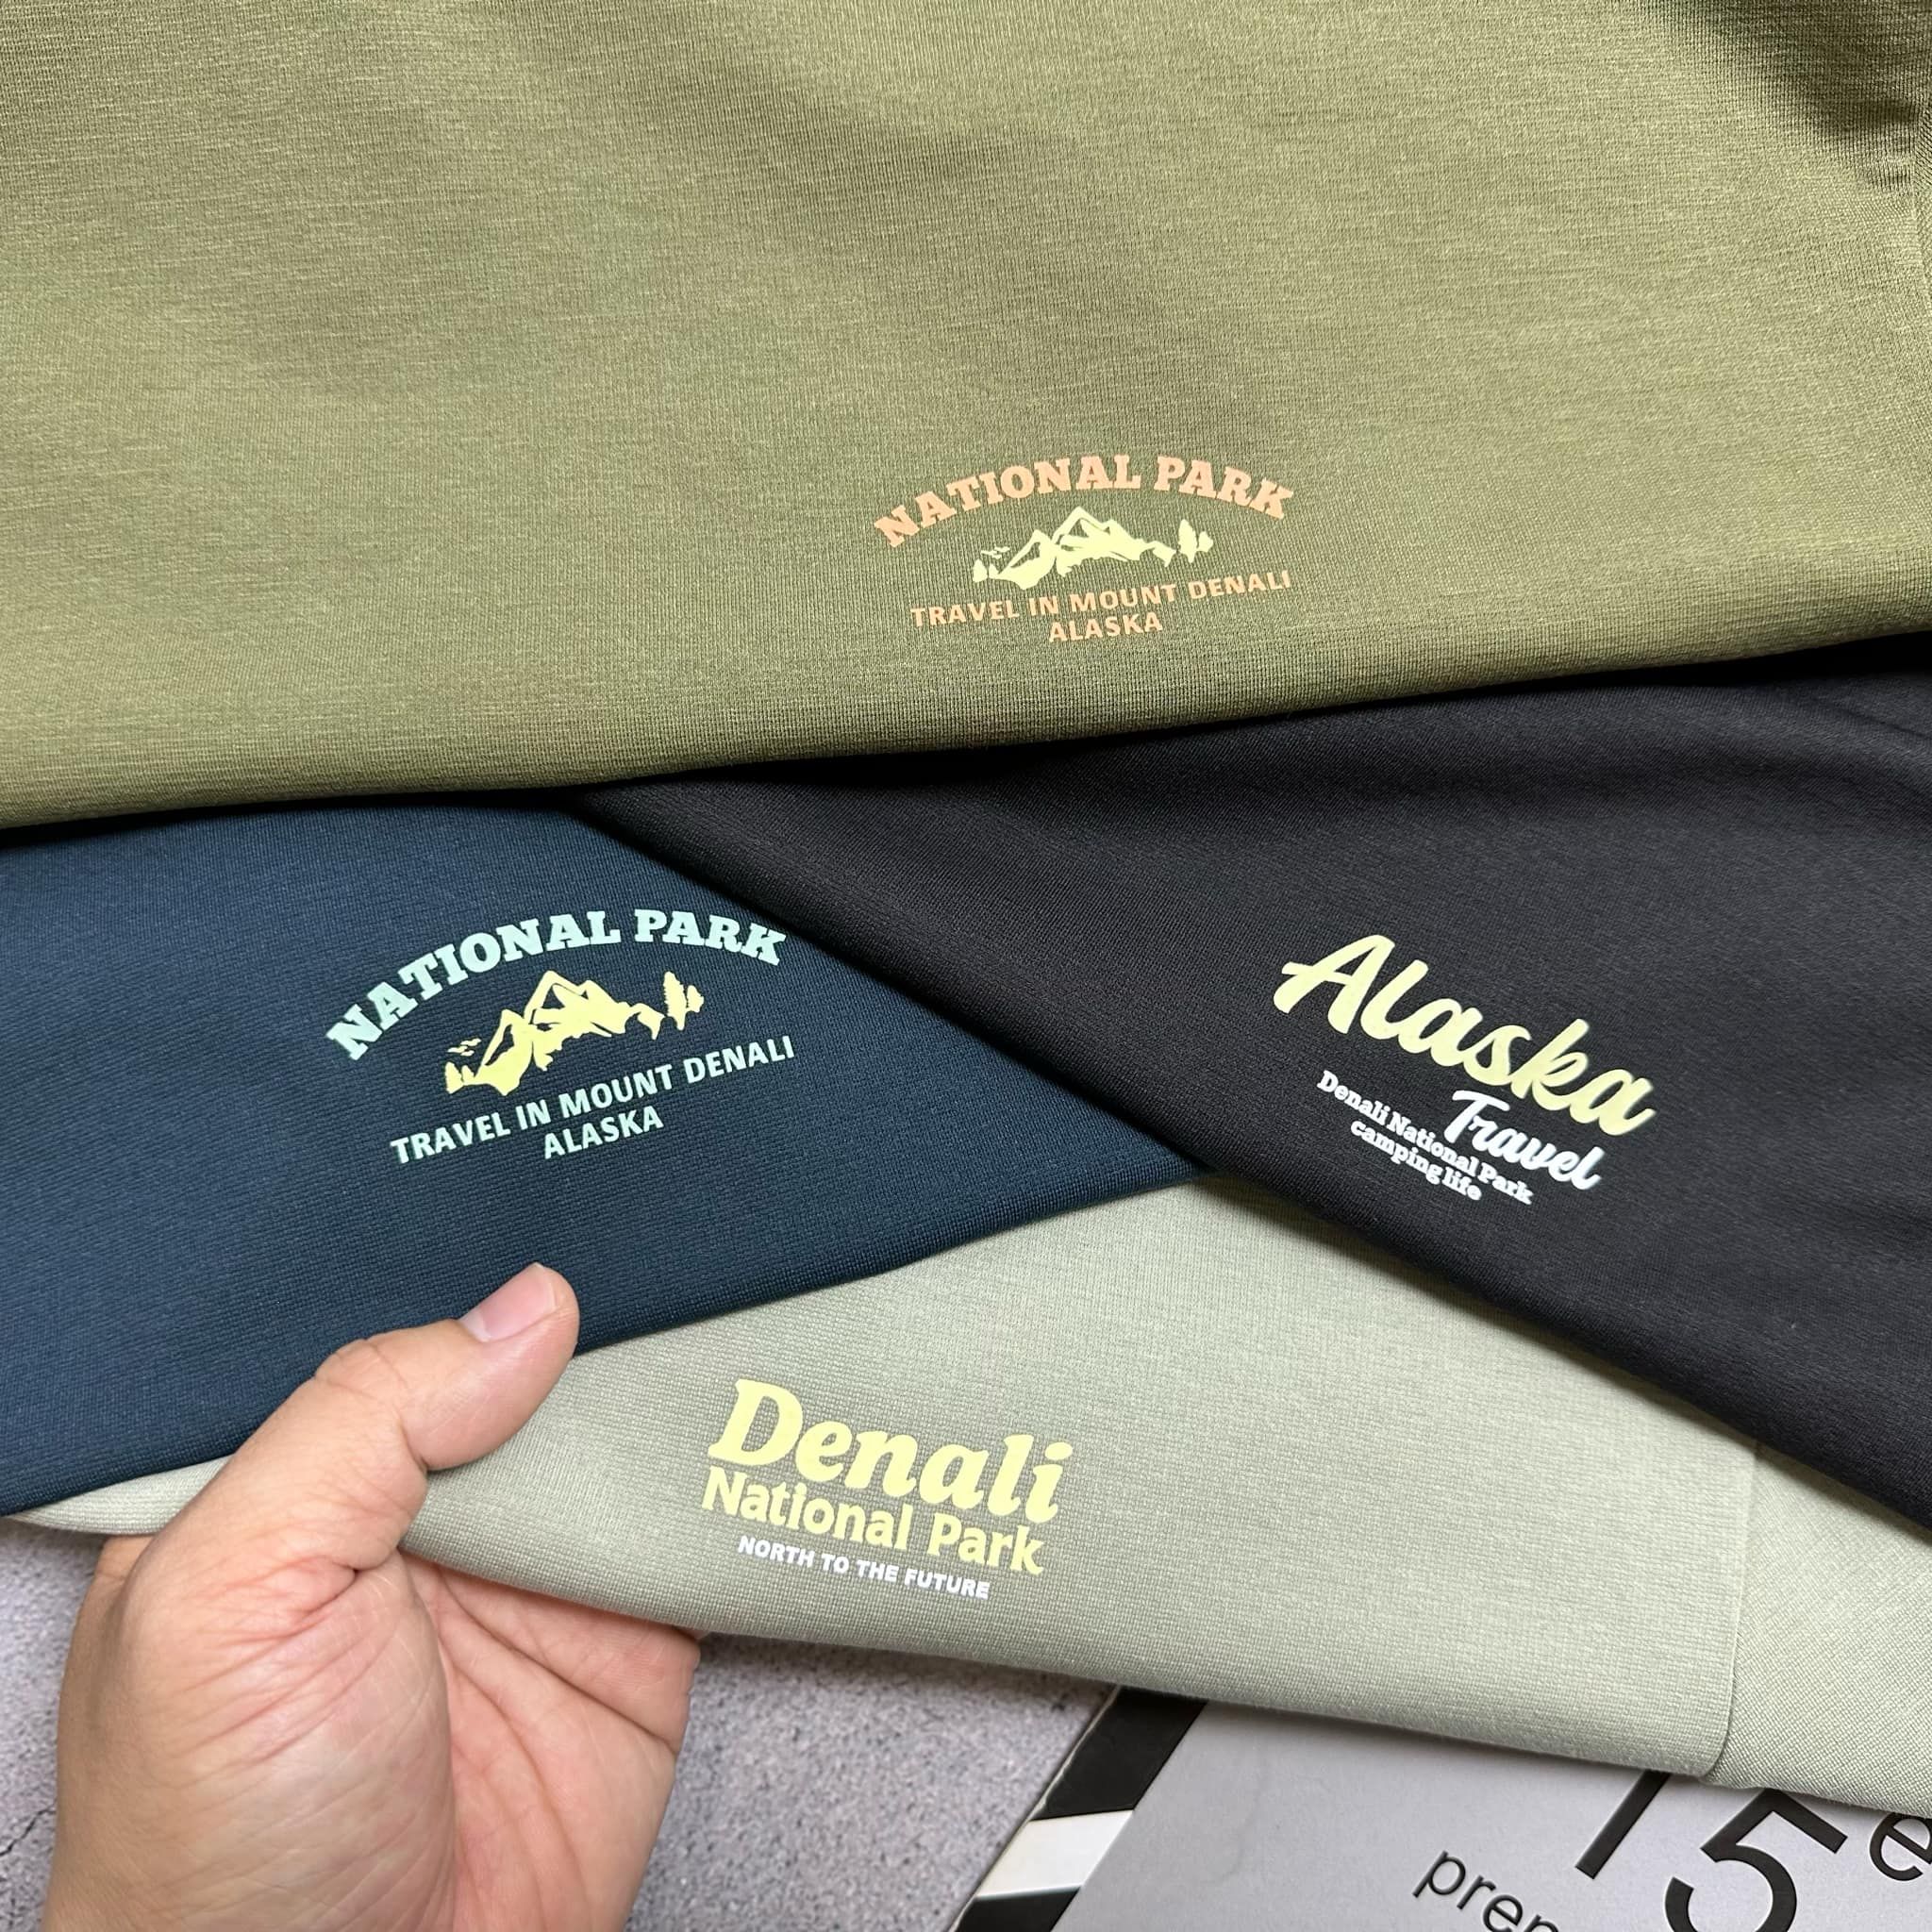 NATIONAL PARK
TRAVEL IN MOUNT DENALI
ALASKA
NATIONAL PARK
TRAVEL IN MOUNT DENALI
ALASKA
Alaska
Travel
Denali National Park
camping life
Denali
National Park
NORTH TO THE FUTURE
15